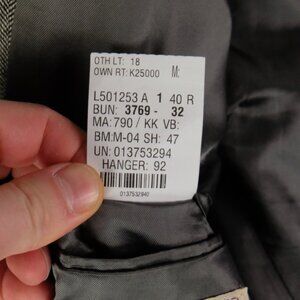 OTH LT: 18
OWN RT: K25000 M:
L501253 A 1 40 R
BUN: 3769 - 32
MA: 790 / KK VB:
BM: M-04 SH: 47
UN: 013753294
HANGER: 92
0137532940